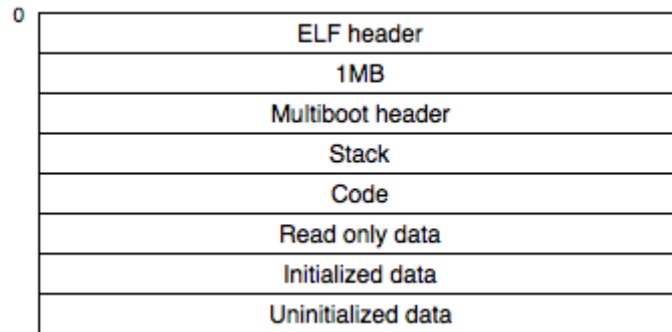 0
ELF header
1MB
Multiboot header
Stack
Code
Read only data
Initialized data
Uninitialized data